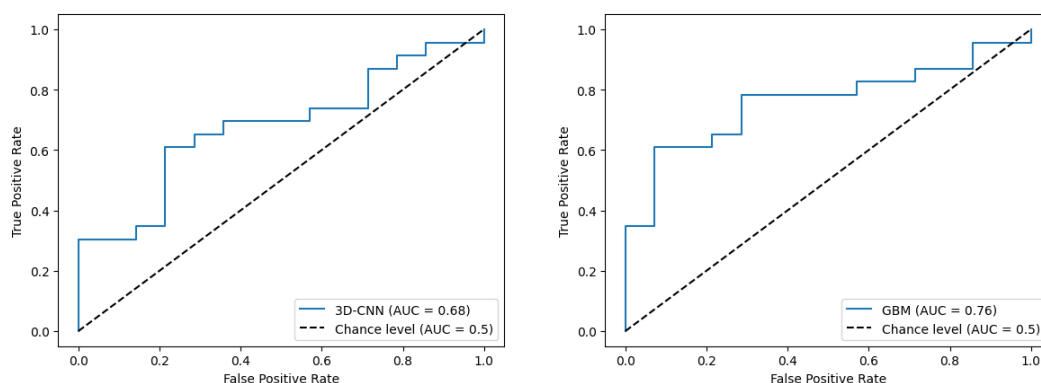 1.0
0.8
0.6
0.4
0.2
0.0
True Positive Rate
0.0 0.2 0.4 0.6 0.8 1.0
False Positive Rate
3D-CNN (AUC = 0.68)
Chance level (AUC = 0.5)
1.0
0.8
0.6
0.4
0.2
0.0
True Positive Rate
0.0 0.2 0.4 0.6 0.8 1.0
False Positive Rate
GBM (AUC = 0.76)
Chance level (AUC = 0.5)